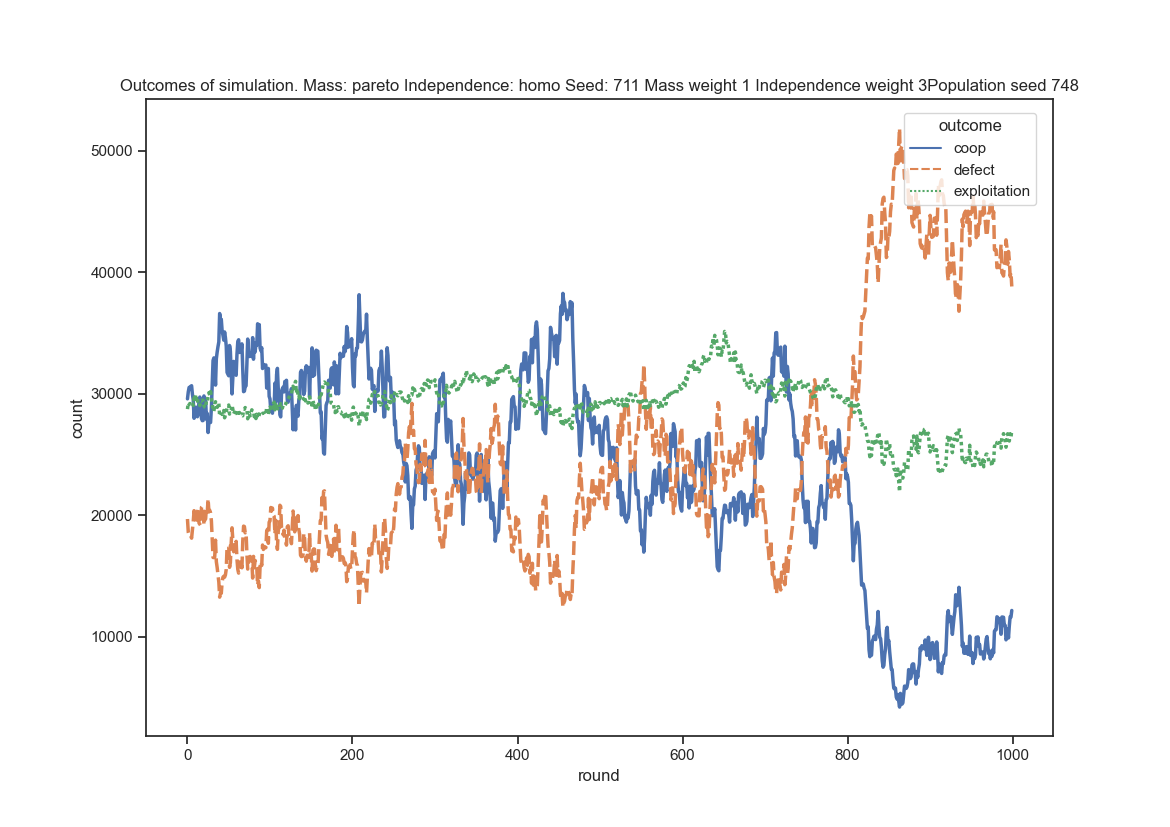 Outcomes of simulation. Mass: pareto Independence: homo Seed: 711 Mass weight 1 Independence weight 3Population seed 748
outcome
coop
defect
exploitation
50000
40000
30000
20000
10000
count
0
200
400
600
800
1000
round